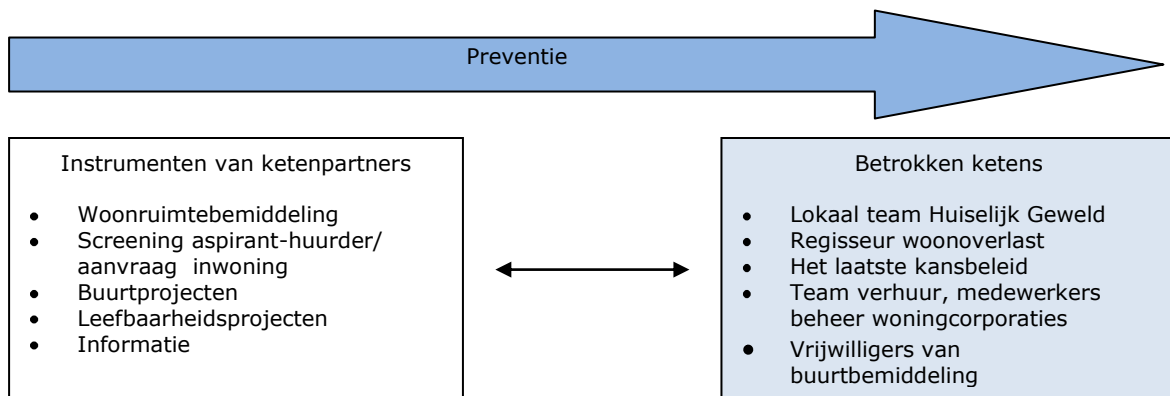 Preventie
Instrumenten van ketenpartners
• Woonruimtebemiddeling
• Screening aspirant-huurder/
aanvraag inwoning
• Buurtprojecten
• Leefbaarheidsprojecten
• Informatie
Betrokken ketens
• Lokaal team Huiselijk Geweld
• Regisseur woonoverlast
• Het laatste kansbeleid
• Team verhuur, medewerkers
beheer woningcorporaties
• Vrijwilligers van
buurtbemiddeling